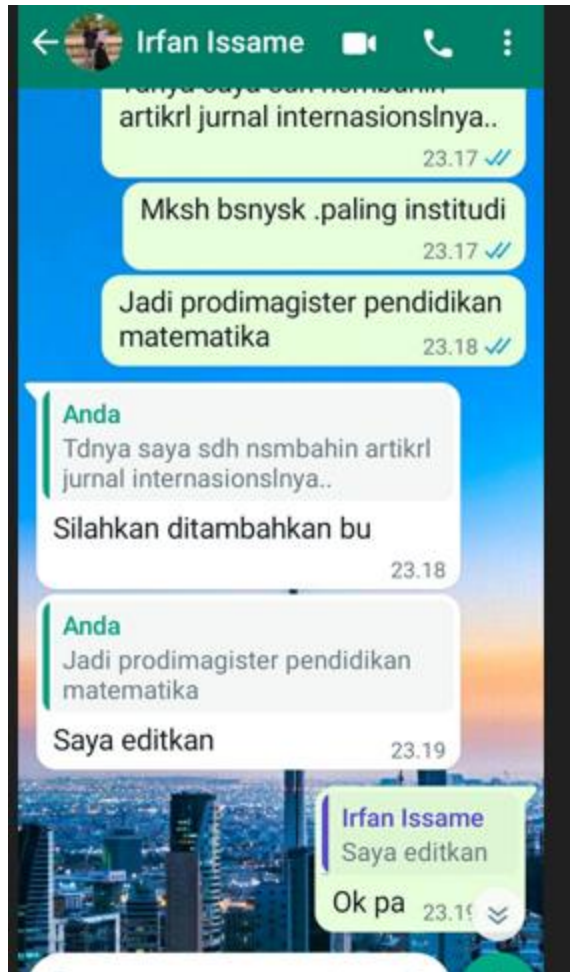 Irfan Issame
artikrl jurnal internasionslnya..
23.17
Mksh bsnysk .paling institudi
23.17
Jadi prodimagister pendidikan
matematika
23.18
Anda
Tdnya saya sdh nsmbahin artikrl
jurnal internasionslnya..
Silahkan ditambahkan bu
23.18
Anda
Jadi prodimagister pendidikan
matematika
Saya editkan
23.19
Irfan Issame
Saya editkan
Ok pa